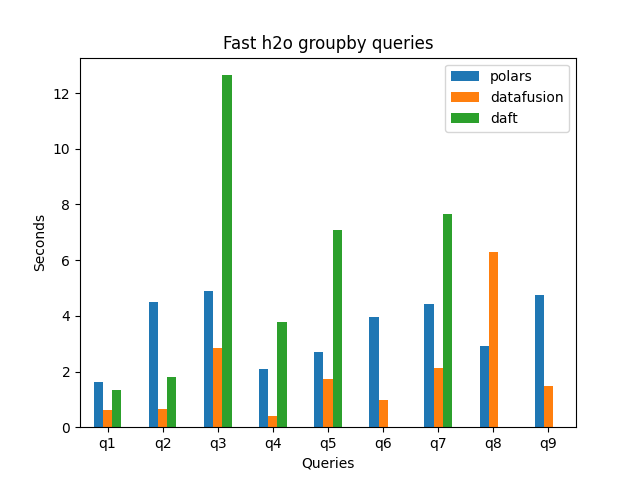 Fast h2o groupby queries
polars
datafusion
daft
12
10
8
6
4
2
0
Seconds
q1 q2 q3 q4 q5 q6 q7 q8 q9
Queries